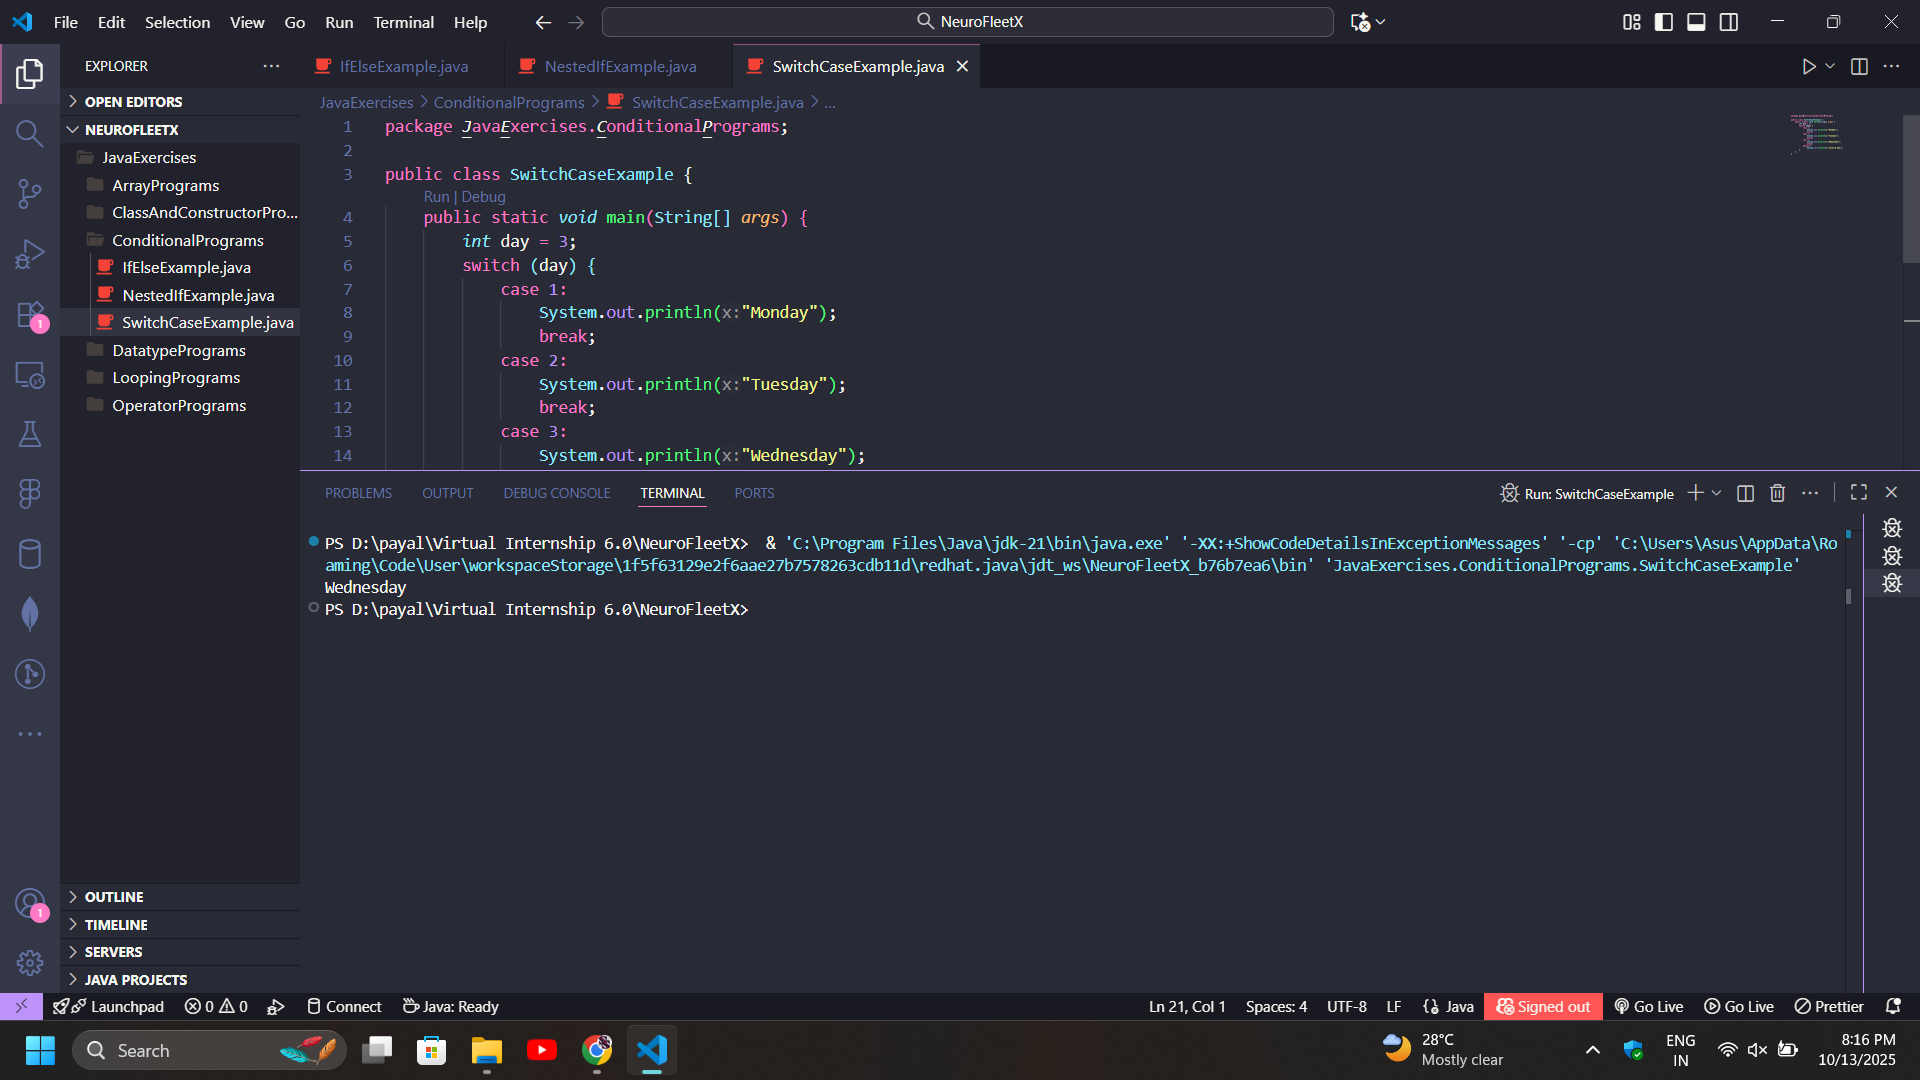 File Edit Selection View Go Run Terminal Help
NeuroFleetX
EXPLORER
OPEN EDITORS
NEUROFLEETX
JavaExercises
ArrayPrograms
ClassAndConstructorPro...
ConditionalPrograms
IfElseExample.java
NestedIfExample.java
SwitchCaseExample.java
DatatypePrograms
LoopingPrograms
OperatorPrograms
OUTLINE
TIMELINE
SERVERS
JAVA PROJECTS
1
1
IfElseExample.java NestedIfExample.java SwitchCaseExample.java
JavaExercises > ConditionalPrograms > SwitchCaseExample.java > ...
1 package JavaExercises.ConditionalPrograms;
2
3 public class SwitchCaseExample {
Run | Debug
4 public static void main(String[] args) {
5 int day = 3;
6 switch (day) {
7 case 1:
8 System.out.println(x:"Monday");
9 break;
10 case 2:
11 System.out.println(x:"Tuesday");
12 break;
13 case 3:
14 System.out.println(x:"Wednesday");
PROBLEMS OUTPUT DEBUG CONSOLE TERMINAL PORTS
Run: SwitchCaseExample
PS D:\payal\Virtual Internship 6.0\NeuroFleetX>  & 'C:\Program Files\Java\jdk-21\bin\java.exe' '-XX:+ShowCodeDetailsInExceptionMessages' '-cp' 'C:\Users\Asus\AppData\Ro
aming\Code\User\workspaceStorage\1f5f63129e2f6aae27b7578263cdb11d\redhat.java\jdt_ws\NeuroFleetX_b76b7ea6\bin' 'JavaExercises.ConditionalPrograms.SwitchCaseExample'
Wednesday
PS D:\payal\Virtual Internship 6.0\NeuroFleetX>
Launchpad 0 0 Connect Java: Ready
Ln 21, Col 1 Spaces: 4 UTF-8 LF {} Java Signed out Go Live Go Live Prettier
Search
28°C
Mostly clear
ENG
IN
8:16 PM
10/13/2025